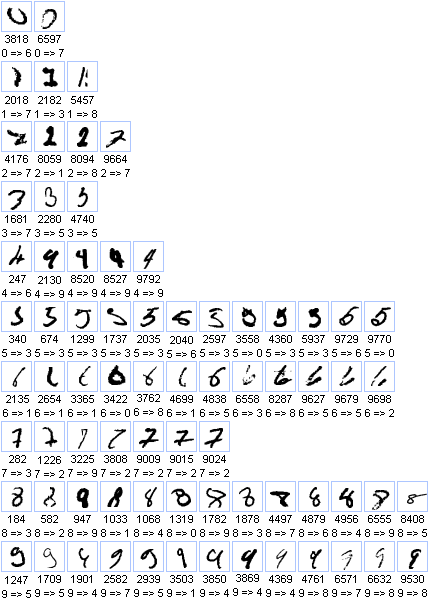 3818 6597
0 => 6 0 => 7
2018 2182 5457
1 => 7 1 => 3 1 => 8
4176 8059 8094 9664
2 => 7 2 => 1 2 => 8 2 => 7
1681 2280 4740
3 => 7 3 => 5 3 => 5
247 2130 8520 8527 9792
4 => 6 4 => 9 4 => 9 4 => 9 4 => 9
340 674 1299 1737 2035 2040 2597 3558 4360 5937 9729 9770
5 => 3 5 => 3 5 => 3 5 => 3 5 => 3 5 => 6 5 => 3 5 => 0 5 => 3 5 => 3 5 => 6 5 => 0
2135 2654 3365 3422 3762 4699 4838 6558 8287 9627 9679 9698
6 => 1 6 => 1 6 => 1 6 => 0 6 => 8 6 => 1 6 => 3 6 => 8 6 => 5 6 => 5 6 => 2
282 1226 3225 3808 9009 9015 9024
7 => 3 7 => 2 7 => 9 7 => 2 7 => 2 7 => 2 7 => 2
184 582 947 1033 1068 1319 1782 1878 4497 4879 4956 6555 8408
8 => 3 8 => 2 8 => 9 8 => 1 8 => 4 8 => 0 8 => 3 8 => 3 8 => 7 8 => 6 8 => 4 8 => 5
1247 1709 1901 2582 2939 3503 3850 3869 4369 4761 6571 6632 9530
9 => 5 9 => 5 9 => 4 9 => 7 9 => 5 9 => 1 9 => 4 9 => 4 9 => 4 9 => 8 9 => 7 9 => 7 9 => 8